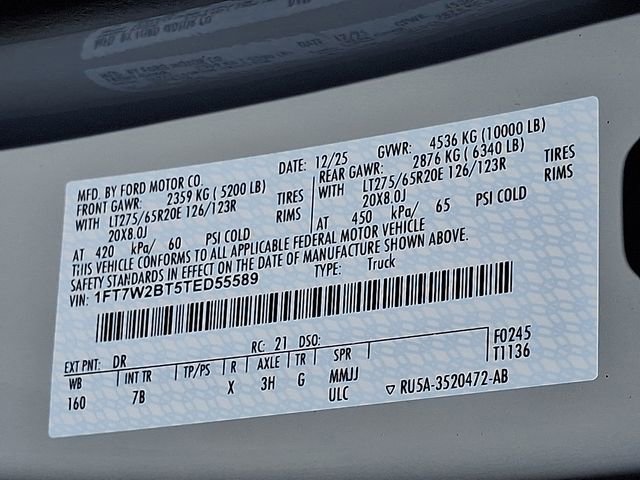 MFD. BY FORD MOTOR CO.
DATE: 12/25 GVWR: 4536 KG (10000 LB)
FRONT GAWR: 2359 KG (5200 LB)
REAR GAWR: 2876 KG (6340 LB)
WITH LT275/65R20E 126/123R TIRES
WITH LT275/65R20E 126/123R TIRES
20X8.0J RIMS
20X8.0J RIMS
AT 420 kPa/ 60 PSI COLD
AT 450 kPa/ 65 PSI COLD
THIS VEHICLE CONFORMS TO ALL APPLICABLE FEDERAL MOTOR VEHICLE
SAFETY STANDARDS IN EFFECT ON THE DATE OF MANUFACTURE SHOWN ABOVE.
VIN: 1FT7W2BT5TED55589 TYPE: Truck
EXT PNT: DR RC: 21 DSO: F0245
WB INT TR TP/PS R AXLE TR SPR T1136
160 7B X 3H G MMJJ
ULC RU5A-3520472-AB